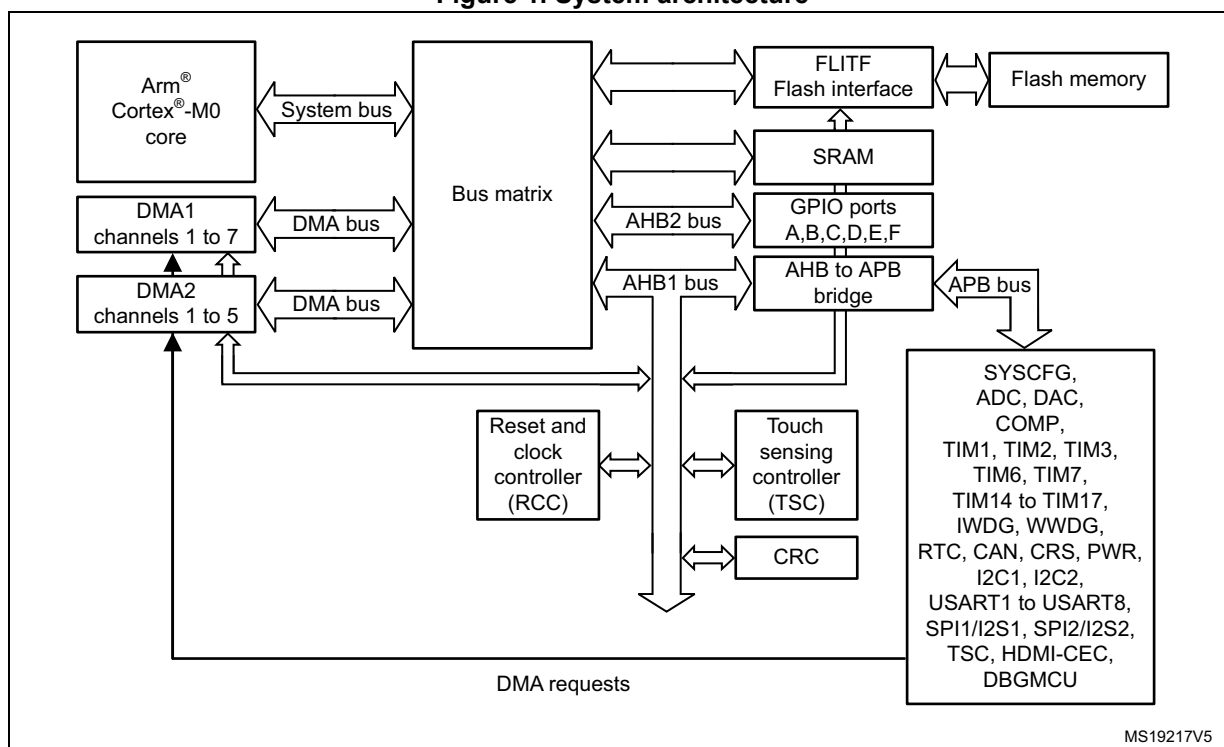 Arm®
Cortex®-M0
core
System bus
Bus matrix
FLITF
Flash interface
Flash memory
SRAM
DMA1
channels 1 to 7
DMA bus
AHB2 bus
GPIO ports
A,B,C,D,E,F
DMA2
channels 1 to 5
DMA bus
AHB1 bus
AHB to APB
bridge
APB bus
Reset and
clock
controller
(RCC)
Touch
sensing
controller
(TSC)
CRC
SYSCFG,
ADC, DAC,
COMP,
TIM1, TIM2, TIM3,
TIM6, TIM7,
TIM14 to TIM17,
IWDG, WWDG,
RTC, CAN, CRS, PWR,
I2C1, I2C2,
USART1 to USART8,
SPI1/I2S1, SPI2/I2S2,
TSC, HDMI-CEC,
DBGMCU
DMA requests
MS19217V5